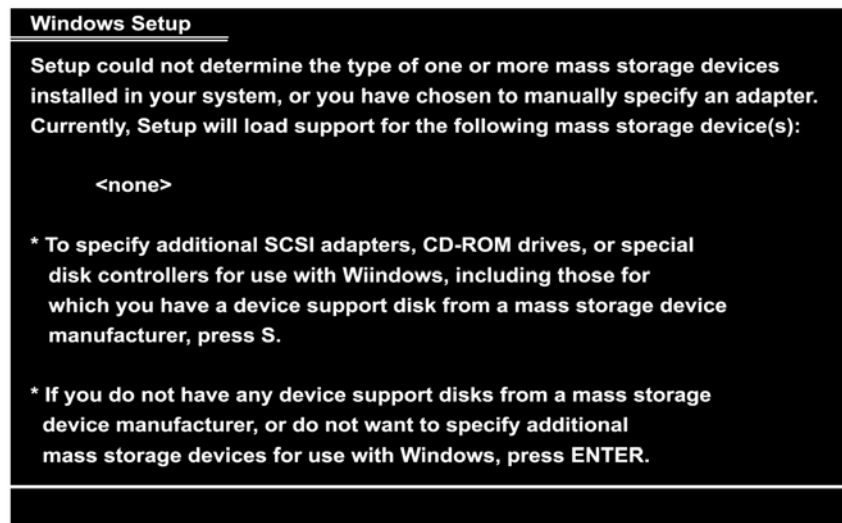 Windows Setup
Setup could not determine the type of one or more mass storage devices
installed in your system, or you have chosen to manually specify an adapter.
Currently, Setup will load support for the following mass storage device(s):
<none>
* To specify additional SCSI adapters, CD-ROM drives, or special
disk controllers for use with Wiindows, including those for
which you have a device support disk from a mass storage device
manufacturer, press S.
* If you do not have any device support disks from a mass storage
device manufacturer, or do not want to specify additional
mass storage devices for use with Windows, press ENTER.